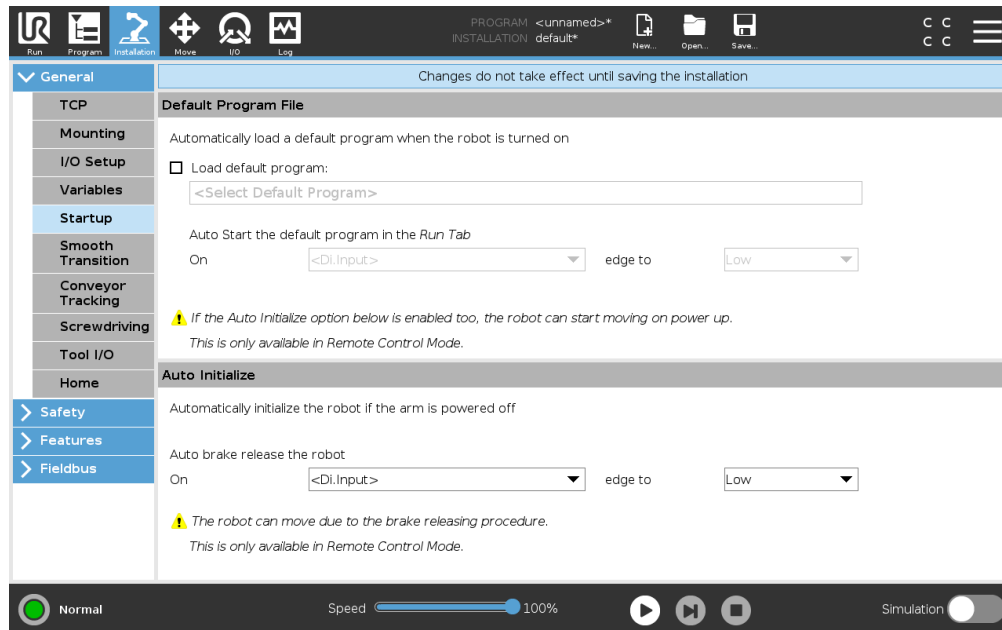 PROGRAM <unnamed>*
INSTALLATION default*
C C
C C
Run
Program
Installation
Move
I/O
Log
New...
Open...
Save...
General
Changes do not take effect until saving the installation
TCP
Mounting
I/O Setup
Variables
Startup
Smooth
Transition
Conveyor
Tracking
Screwdriving
Tool I/O
Home
Safety
Features
Fieldbus
Default Program File
Automatically load a default program when the robot is turned on
Load default program:
<Select Default Program>
Auto Start the default program in the Run Tab
On <Di.Input> edge to Low
If the Auto Initialize option below is enabled too, the robot can start moving on power up.
This is only available in Remote Control Mode.
Auto Initialize
Automatically initialize the robot if the arm is powered off
Auto brake release the robot
On <Di.Input> edge to Low
The robot can move due to the brake releasing procedure.
This is only available in Remote Control Mode.
Normal
Speed 100%
Simulation